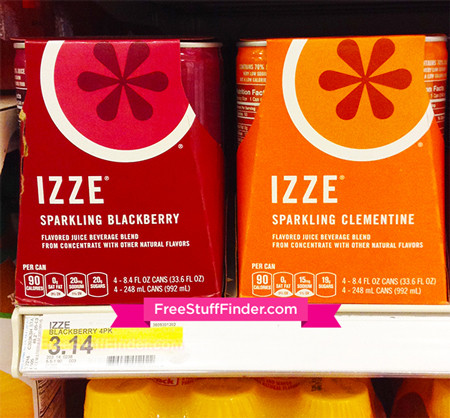 IZZE®
SPARKLING BLACKBERRY
FLAVORED JUICE BEVERAGE BLEND
FROM CONCENTRATE WITH OTHER NATURAL FLAVORS
PER CAN
90 CALORIES
0g SAT FAT
20mg SODIUM
20g SUGARS
4 - 8.4 FL OZ CANS (33.6 FL OZ)
4 - 248 mL CANS (992 mL)
IZZE®
SPARKLING CLEMENTINE
FLAVORED JUICE BEVERAGE BLEND
FROM CONCENTRATE WITH OTHER NATURAL FLAVORS
PER CAN
90 CALORIES
0g SAT FAT
15mg SODIUM
19g SUGARS
4 - 8.4 FL OZ CANS (33.6 FL OZ)
4 - 248 mL CANS (992 mL)
FreeStuffFinder.com
IZZE
BLACKBERRY 4PK
3.14
FreeStuffFinder.com